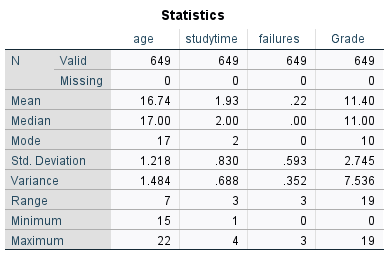 Statistics
age studytime failures Grade
N Valid 649 649 649 649
Missing 0 0 0 0
Mean 16.74 1.93 .22 11.40
Median 17.00 2.00 .00 11.00
Mode 17 2 0 10
Std. Deviation 1.218 .830 .593 2.745
Variance 1.484 .688 .352 7.536
Range 7 3 3 19
Minimum 15 1 0 0
Maximum 22 4 3 19